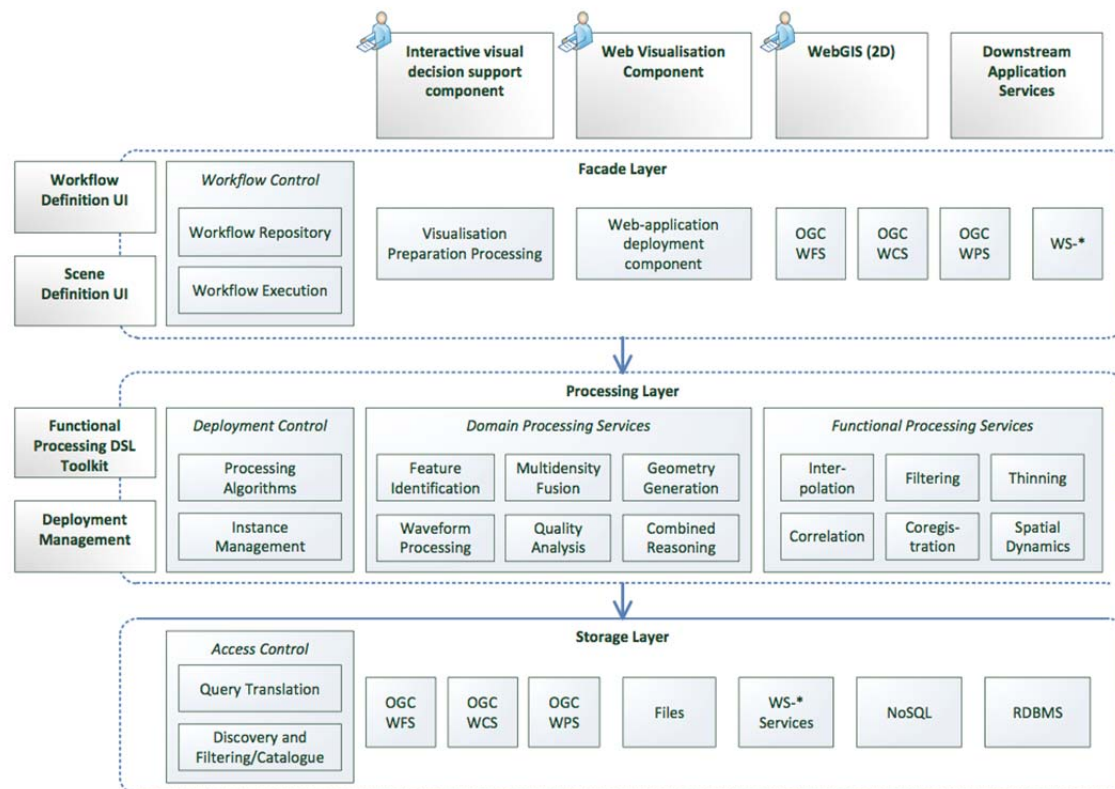 Interactive visual
decision support
component
Web Visualisation
Component
WebGIS (2D)
Downstream
Application
Services
Workflow
Definition UI
Scene
Definition UI
Facade Layer
Workflow Control
Workflow Repository
Workflow Execution
Visualisation
Preparation Processing
Web-application
deployment
component
OGC
WFS
OGC
WCS
OGC
WPS
WS-*
Processing Layer
Functional
Processing DSL
Toolkit
Deployment
Management
Deployment Control
Processing
Algorithms
Instance
Management
Domain Processing Services
Feature
Identification
Multidensity
Fusion
Geometry
Generation
Waveform
Processing
Quality
Analysis
Combined
Reasoning
Functional Processing Services
Inter-
polation
Filtering
Thinning
Correlation
Coregis-
tration
Spatial
Dynamics
Storage Layer
Access Control
Query Translation
Discovery and
Filtering/Catalogue
OGC
WFS
OGC
WCS
OGC
WPS
Files
WS-*
Services
NoSQL
RDBMS